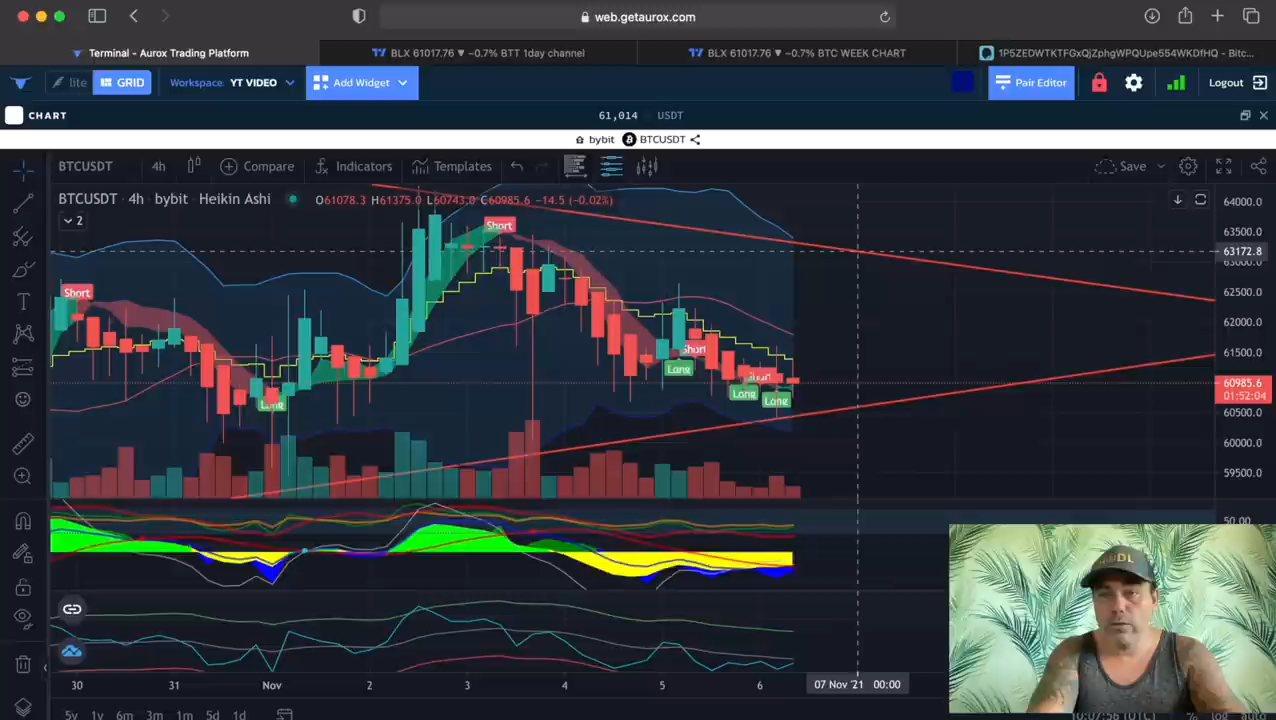 web.getaurox.com
Terminal - Aurox Trading Platform
BLX 61017.76 ▼ −0.7% BTT 1day channel
BLX 61017.76 ▼ −0.7% BTC WEEK CHART
lite
GRID
Workspace: YT VIDEO
Add Widget
Pair Editor
Logout
CHART
61,014 USDT
bybit BTCUSDT
BTCUSDT 4h Compare Indicators Templates Save
BTCUSDT · 4h · bybit Heikin Ashi O61078.3 H61375.0 L60743.0 C60985.6 −14.5 (−0.02%)
2
Short
Short
Long
Short
Long
Long
Long
64000.0
63500.0
63172.8
63000.0
62500.0
62000.0
61500.0
60985.6
01:52:04
60500.0
60000.0
59500.0
50.00
30 31 Nov 2 3 4 5 6 07 Nov '21 00:00
5y 1y 6m 3m 1m 5d 1d
10:07:56 (UTC) % log auto